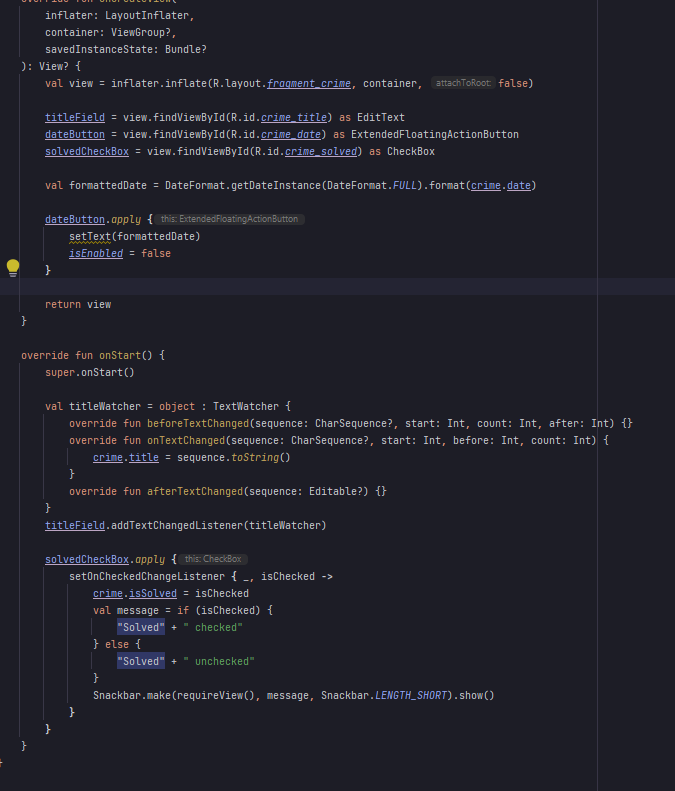 override fun onCreateView(
inflater: LayoutInflater,
container: ViewGroup?,
savedInstanceState: Bundle?
): View? {
val view = inflater.inflate(R.layout.fragment_crime, container, attachToRoot: false)
titleField = view.findViewById(R.id.crime_title) as EditText
dateButton = view.findViewById(R.id.crime_date) as ExtendedFloatingActionButton
solvedCheckBox = view.findViewById(R.id.crime_solved) as CheckBox
val formattedDate = DateFormat.getDateInstance(DateFormat.FULL).format(crime.date)
dateButton.apply { this: ExtendedFloatingActionButton
setText(formattedDate)
isEnabled = false
}
return view
}
override fun onStart() {
super.onStart()
val titleWatcher = object : TextWatcher {
override fun beforeTextChanged(sequence: CharSequence?, start: Int, count: Int, after: Int) {}
override fun onTextChanged(sequence: CharSequence?, start: Int, before: Int, count: Int) {
crime.title = sequence.toString()
}
override fun afterTextChanged(sequence: Editable?) {}
}
titleField.addTextChangedListener(titleWatcher)
solvedCheckBox.apply { this: CheckBox
setOnCheckedChangeListener { _, isChecked ->
crime.isSolved = isChecked
val message = if (isChecked) {
"Solved" + " checked"
} else {
"Solved" + " unchecked"
}
Snackbar.make(requireView(), message, Snackbar.LENGTH_SHORT).show()
}
}
}
}